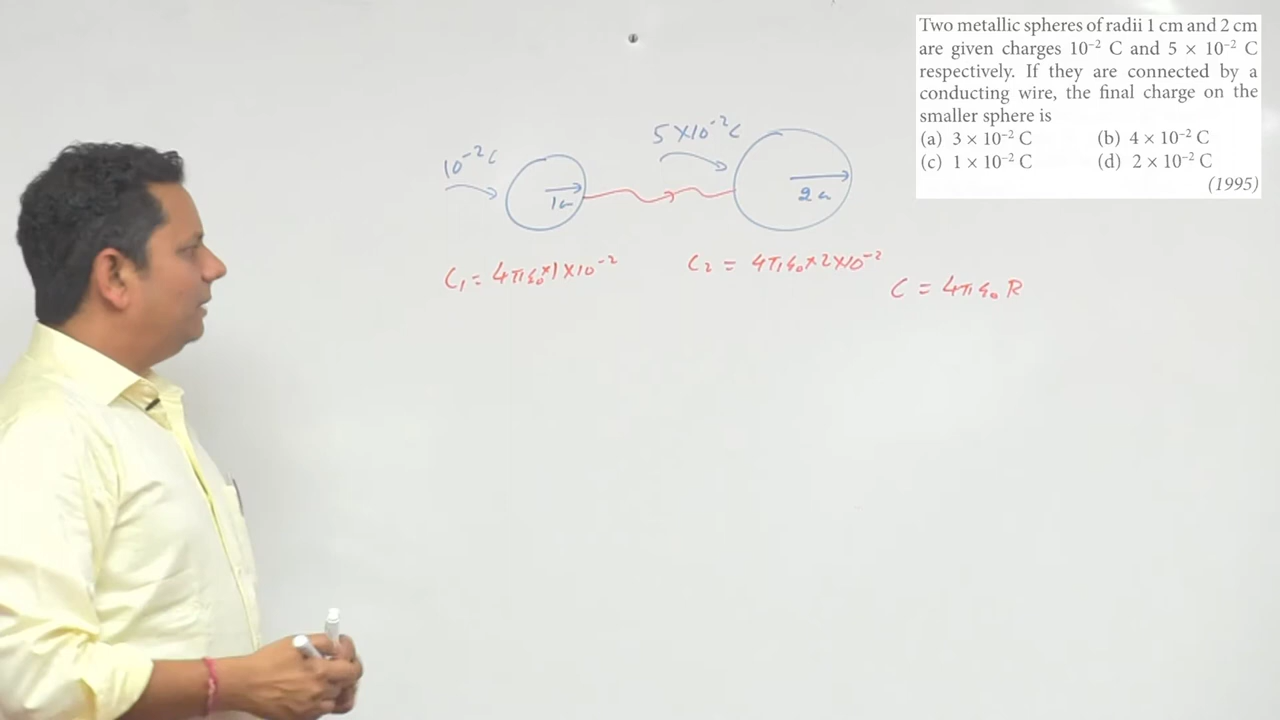 Two metallic spheres of radii 1 cm and 2 cm
are given charges 10⁻² C and 5 × 10⁻² C
respectively. If they are connected by a
conducting wire, the final charge on the
smaller sphere is
(a) 3 × 10⁻² C (b) 4 × 10⁻² C
(c) 1 × 10⁻² C (d) 2 × 10⁻² C
(1995)
10⁻² C
5 × 10⁻² C
2
C₁ = 4πε₀ × 1 × 10⁻²
C₂ = 4πε₀ × 2 × 10⁻²
C = 4πε₀ R